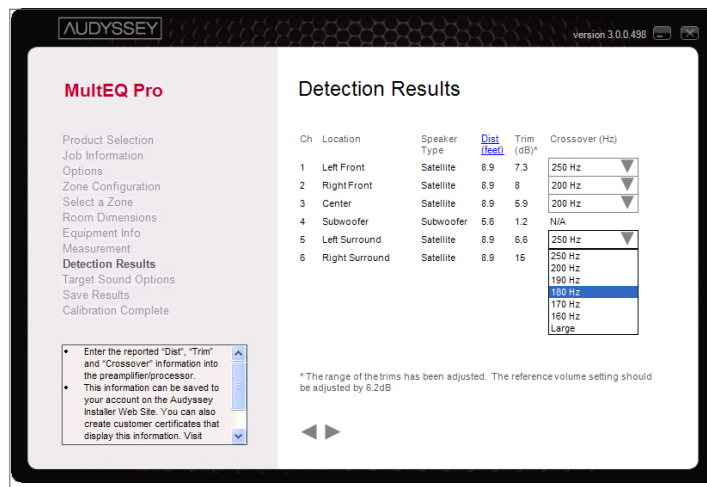 AUDYSSEY
version 3.0.0.498
MultEQ Pro
Product Selection
Job Information
Options
Zone Configuration
Select a Zone
Room Dimensions
Equipment Info
Measurement
Detection Results
Target Sound Options
Save Results
Calibration Complete
• Enter the reported "Dist", "Trim"
and "Crossover" information into
the preamplifier/processor.
• This information can be saved to
your account on the Audyssey
Installer Web Site. You can also
create customer certificates that
display this information. Visit
Detection Results
Ch Location Speaker Type Dist (feet) Trim (dB)* Crossover (Hz)
1 Left Front Satellite 8.9 7.3 250 Hz
2 Right Front Satellite 8.9 8 200 Hz
3 Center Satellite 8.9 5.9 200 Hz
4 Subwoofer Subwoofer 5.6 1.2 N/A
5 Left Surround Satellite 8.9 6.6 250 Hz
6 Right Surround Satellite 8.9 15
250 Hz
200 Hz
190 Hz
180 Hz
170 Hz
160 Hz
Large
* The range of the trims has been adjusted. The reference volume setting should
be adjusted by 6.2dB